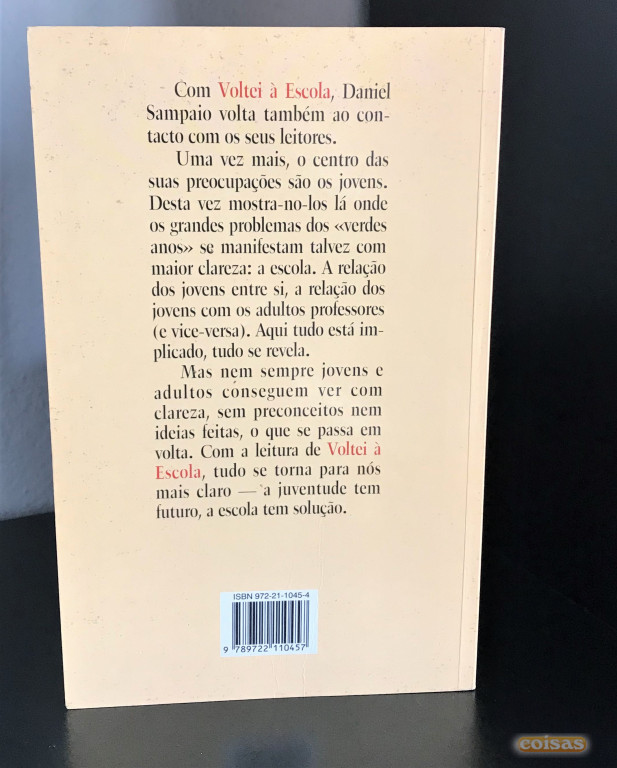 Com Voltei à Escola, Daniel
Sampaio volta também ao con-
tacto com os seus leitores.
Uma vez mais, o centro das
suas preocupações são os jovens.
Desta vez mostra-no-los lá onde
os grandes problemas dos «verdes
anos» se manifestam talvez com
maior clareza: a escola. A relação
dos jovens entre si, a relação dos
jovens com os adultos professores
(e vice-versa). Aqui tudo está im-
plicado, tudo se revela.
Mas nem sempre jovens e
adultos conseguem ver com
clareza, sem preconceitos nem
ideias feitas, o que se passa em
volta. Com a leitura de Voltei à
Escola, tudo se torna para nós
mais claro — a juventude tem
futuro, a escola tem solução.
ISBN 972-21-1045-4
9 789722 110457
coisas